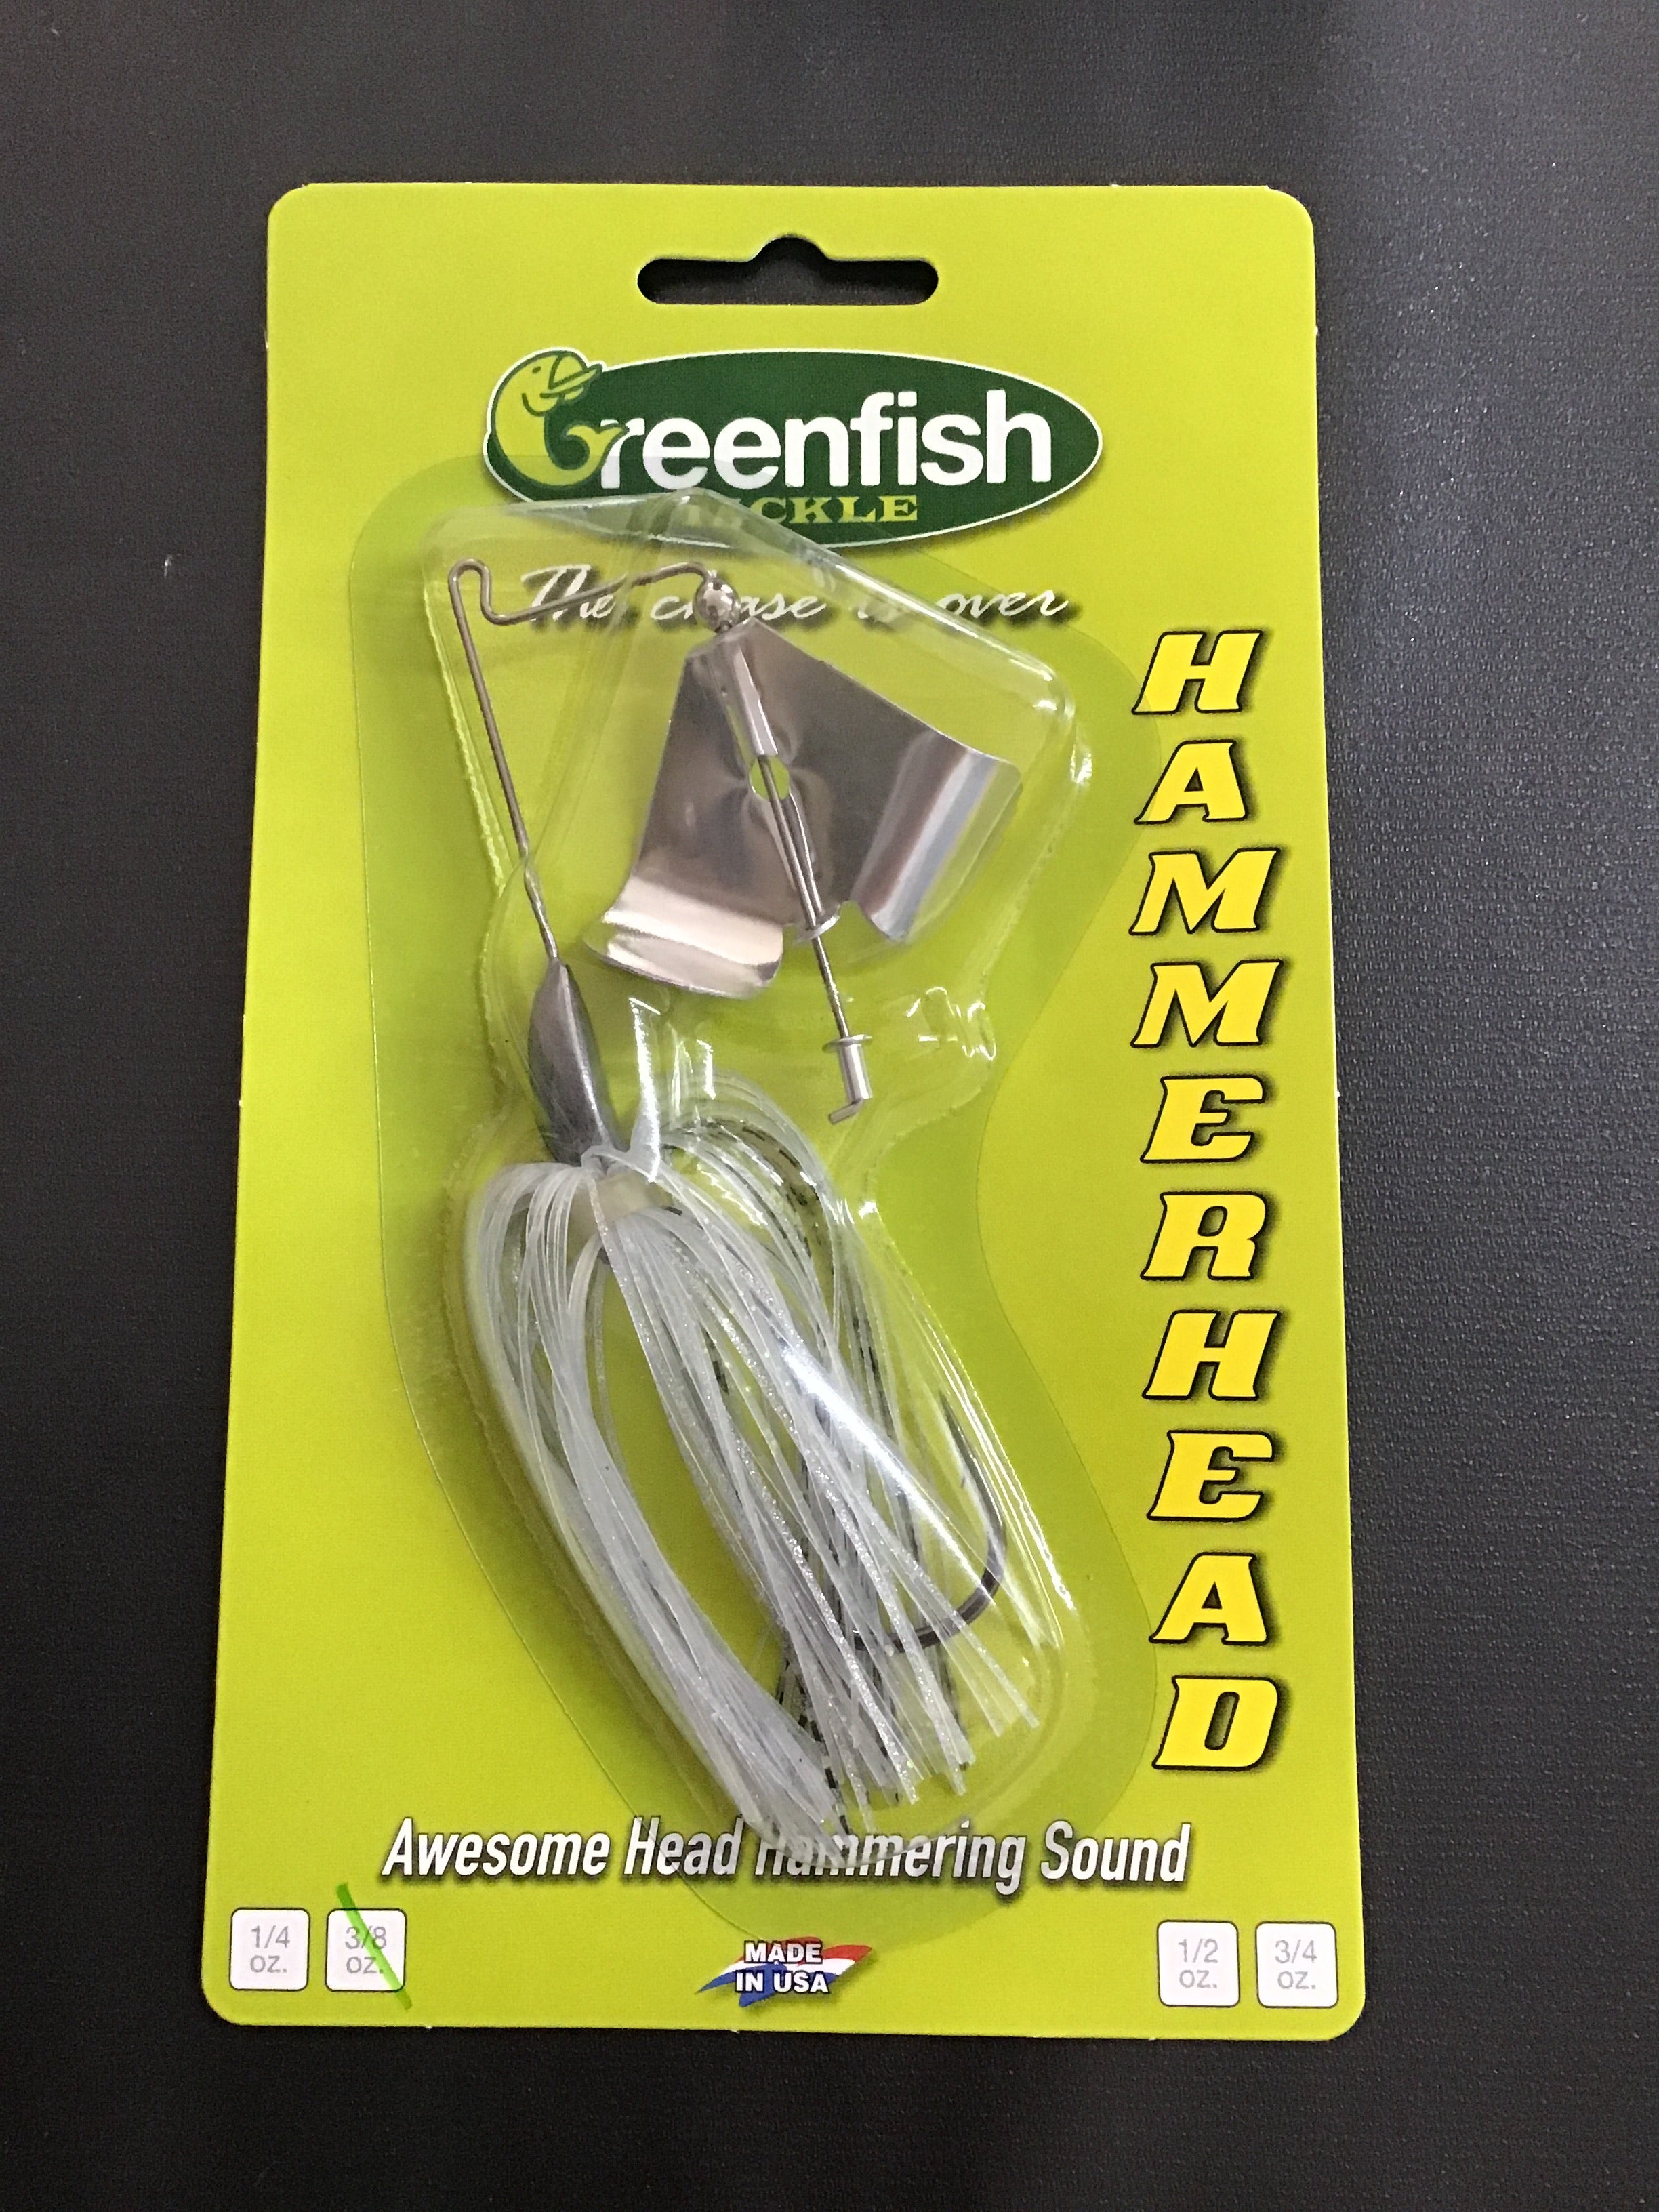 Greenfish
TACKLE
The chase is over
HAMMERHEAD
Awesome Head Hammering Sound
1/4
oz.
3/8
oz.
MADE
IN USA
1/2
oz.
3/4
oz.